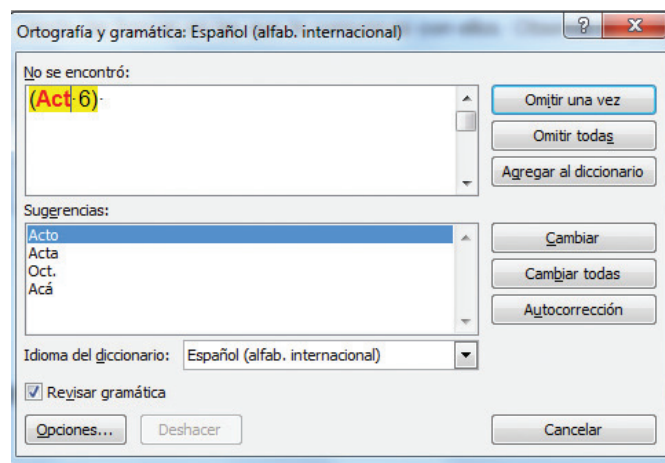 Ortografía y gramática: Español (alfab. internacional)
No se encontró:
(Act 6)
Omitir una vez
Omitir todas
Agregar al diccionario
Sugerencias:
Acto
Acta
Oct.
Acá
Cambiar
Cambiar todas
Autocorrección
Idioma del diccionario: Español (alfab. internacional)
Revisar gramática
Opciones... Deshacer Cancelar